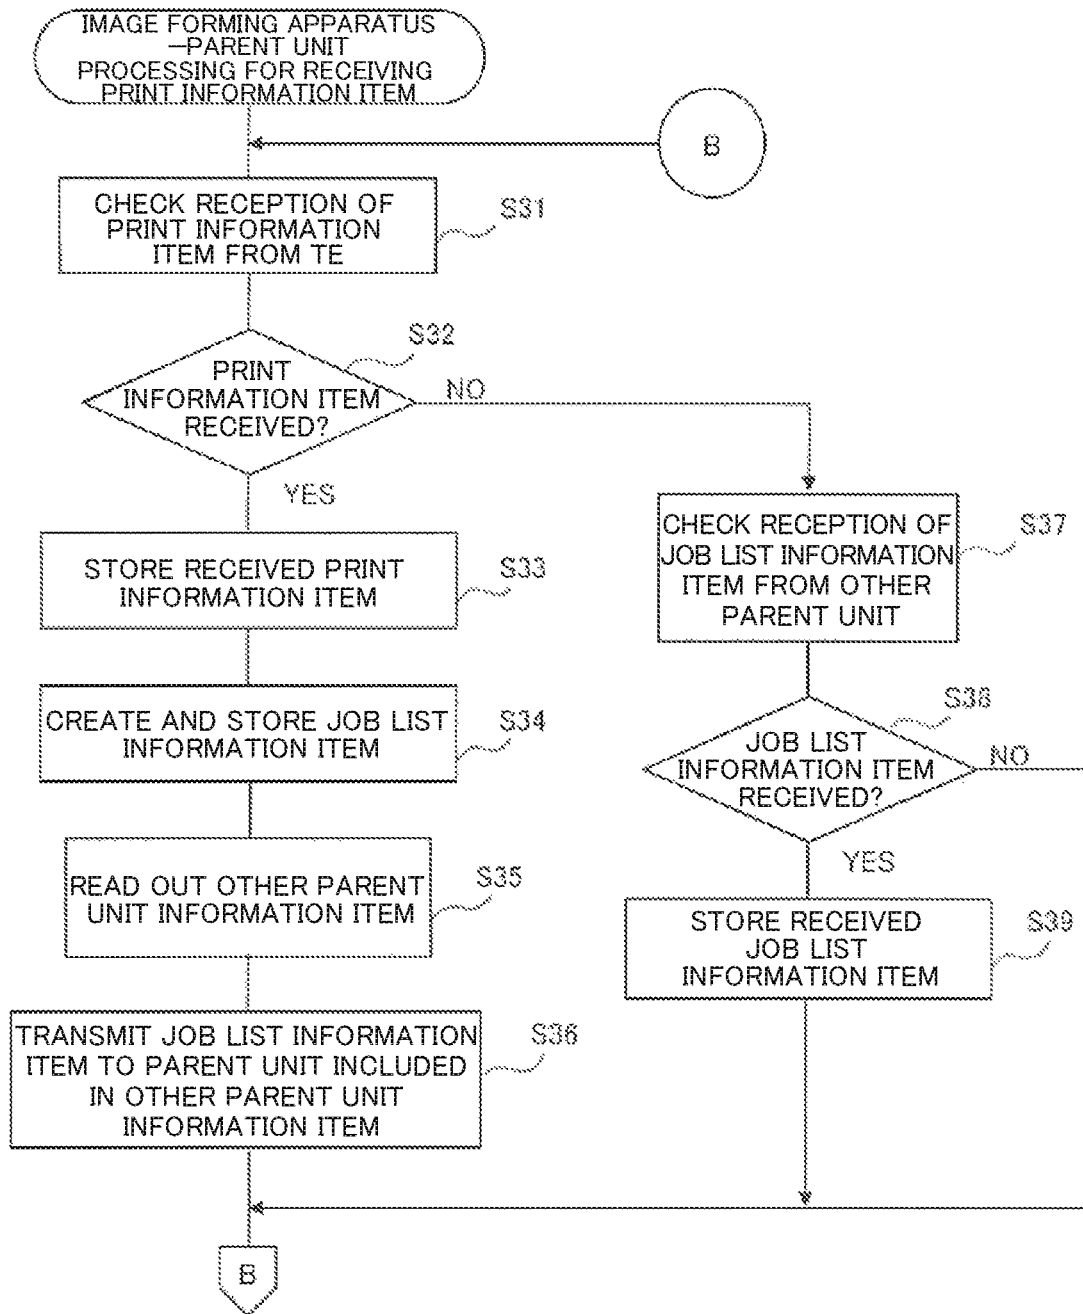 IMAGE FORMING APPARATUS
—PARENT UNIT
PROCESSING FOR RECEIVING
PRINT INFORMATION ITEM
B
CHECK RECEPTION OF
PRINT INFORMATION
ITEM FROM TE
S31
PRINT
INFORMATION ITEM
RECEIVED?
S32
NO
YES
STORE RECEIVED PRINT
INFORMATION ITEM
S33
CREATE AND STORE JOB LIST
INFORMATION ITEM
S34
READ OUT OTHER PARENT
UNIT INFORMATION ITEM
S35
TRANSMIT JOB LIST INFORMATION
ITEM TO PARENT UNIT INCLUDED
IN OTHER PARENT UNIT
INFORMATION ITEM
S36
CHECK RECEPTION OF
JOB LIST INFORMATION
ITEM FROM OTHER
PARENT UNIT
S37
JOB LIST
INFORMATION ITEM
RECEIVED?
S38
NO
YES
STORE RECEIVED
JOB LIST
INFORMATION ITEM
S39
B